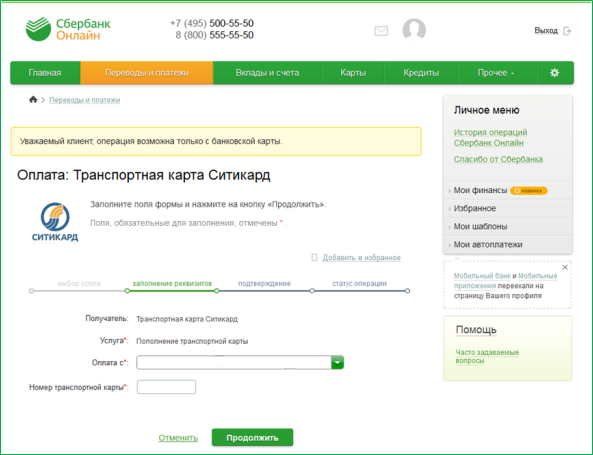 Сбербанк
Онлайн
+7 (495) 500-55-50
8 (800) 555-55-50
Выход
Главная
Переводы и платежи
Вклады и счета
Карты
Кредиты
Прочее
Переводы и платежи
Уважаемый клиент, операция возможна только с банковской карты.
Оплата: Транспортная карта Ситикард
СИТИКАРД
Заполните поля формы и нажмите на кнопку «Продолжить».
Поля, обязательные для заполнения, отмечены * .
Добавить в избранное
выбор услуги
заполнение реквизитов
подтверждение
статус операции
Получатель: Транспортная карта Ситикард
Услуга*: Пополнение транспортной карты
Оплата с*:
Номер транспортной карты*:
Отменить
Продолжить
Личное меню
История операций
Сбербанк Онлайн
Спасибо от Сбербанка
Мои финансы новинка
Избранное
Мои шаблоны
Мои автоплатежи
Мобильный банк и Мобильные
приложения переехали на
страницу Вашего профиля
Помощь
Часто задаваемые
вопросы